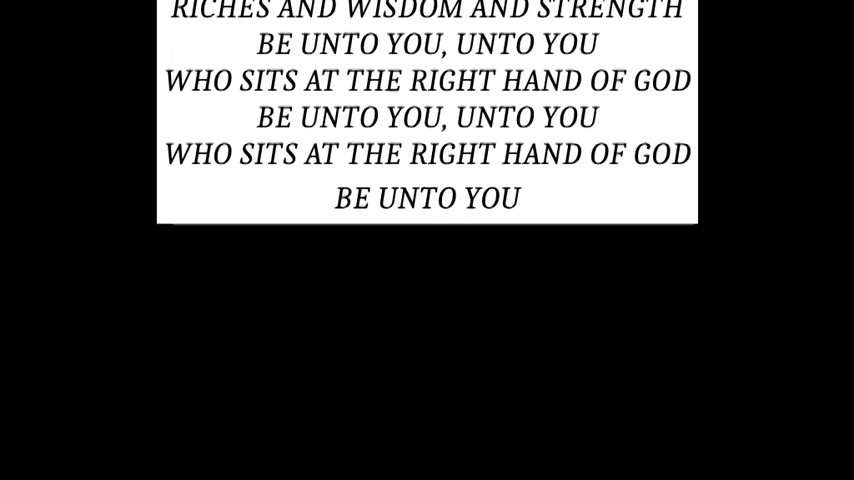 RICHES AND WISDOM AND STRENGTH
BE UNTO YOU, UNTO YOU
WHO SITS AT THE RIGHT HAND OF GOD
BE UNTO YOU, UNTO YOU
WHO SITS AT THE RIGHT HAND OF GOD
BE UNTO YOU